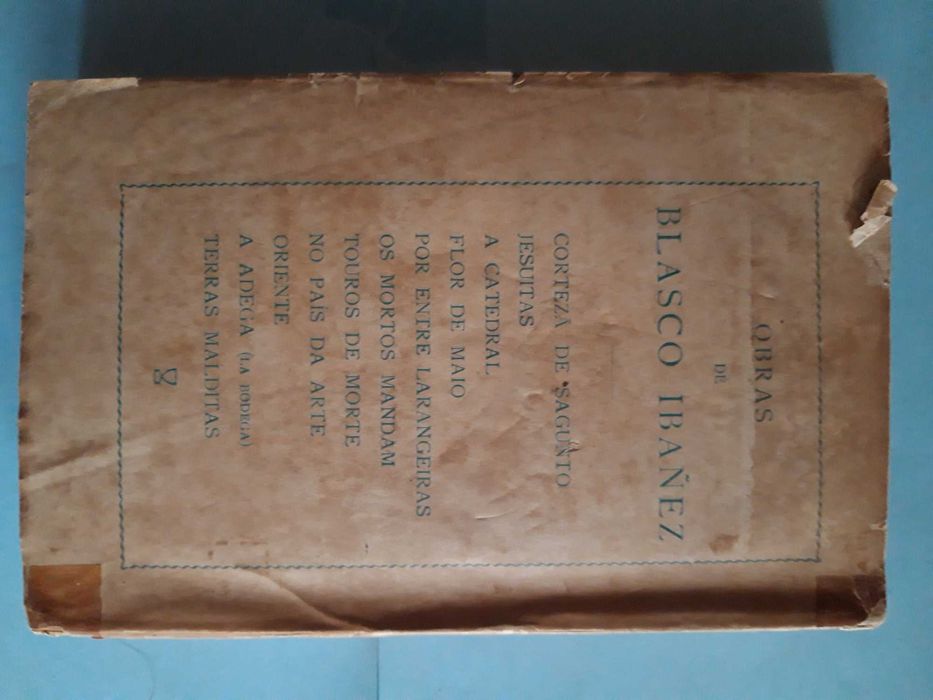 OBRAS
DE
BLASCO IBAÑEZ
CORTEZÃ DE SAGUNTO
JESUITAS
A CATEDRAL
FLOR DE MAIO
POR ENTRE LARANGEIRAS
OS MORTOS MANDAM
TOUROS DE MORTE
NO PAÍS DA ARTE
ORIENTE
A ADEGA (LA BODEGA)
TERRAS MALDITAS